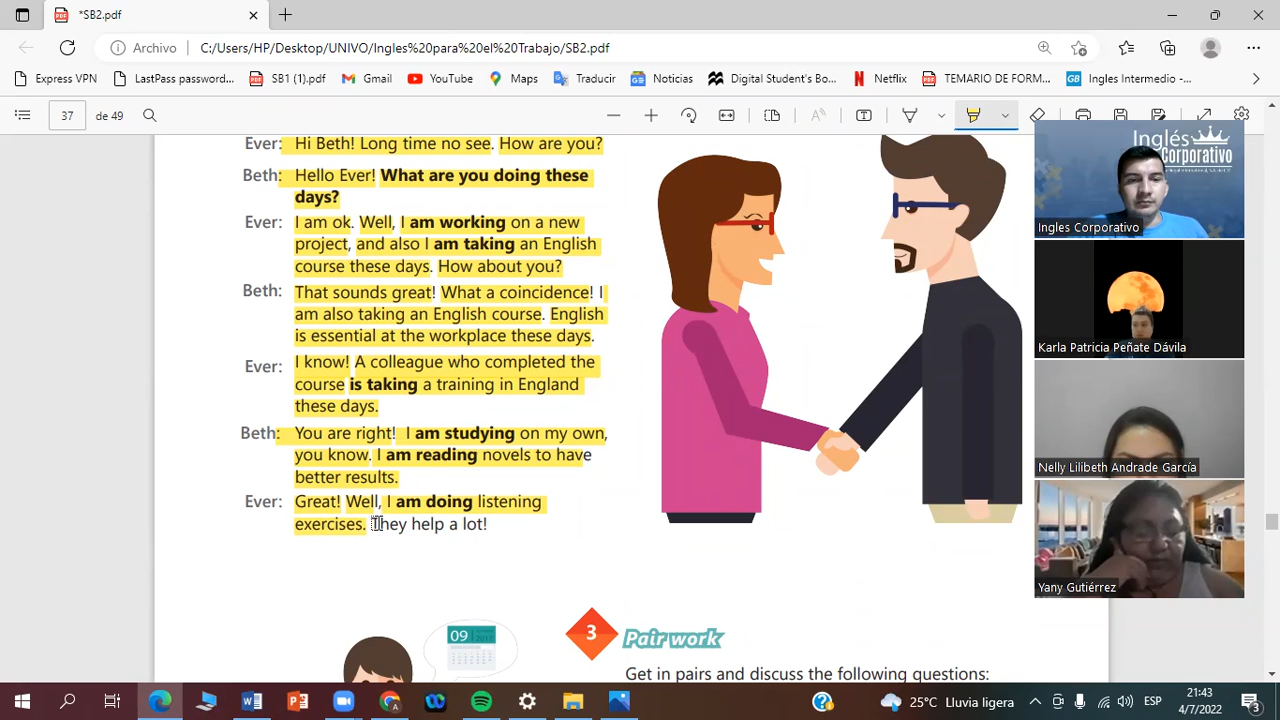 *SB2.pdf
Archivo
C:/Users/HP/Desktop/UNIVO/Ingles%20para%20el%20Trabajo/SB2.pdf
Express VPN
LastPass password...
SB1 (1).pdf
Gmail
YouTube
Maps
Traducir
Noticias
Digital Student's Bo...
Netflix
TEMARIO DE FORM...
Ingles Intermedio -...
37 de 49
Ever: Hi Beth! Long time no see. How are you?
Beth: Hello Ever! What are you doing these
days?
Ever: I am ok. Well, I am working on a new
project, and also I am taking an English
course these days. How about you?
Beth: That sounds great! What a coincidence! I
am also taking an English course. English
is essential at the workplace these days.
Ever: I know! A colleague who completed the
course is taking a training in England
these days.
Beth: You are right! I am studying on my own,
you know. I am reading novels to have
better results.
Ever: Great! Well, I am doing listening
exercises. They help a lot!
09
3 Pair work
Get in pairs and discuss the following questions:
Inglés
Corporativo
Ingles Corporativo
Karla Patricia Peñate Dávila
Nelly Lilibeth Andrade García
Yany Gutiérrez
25°C Lluvia ligera
ESP
21:43
4/7/2022
3